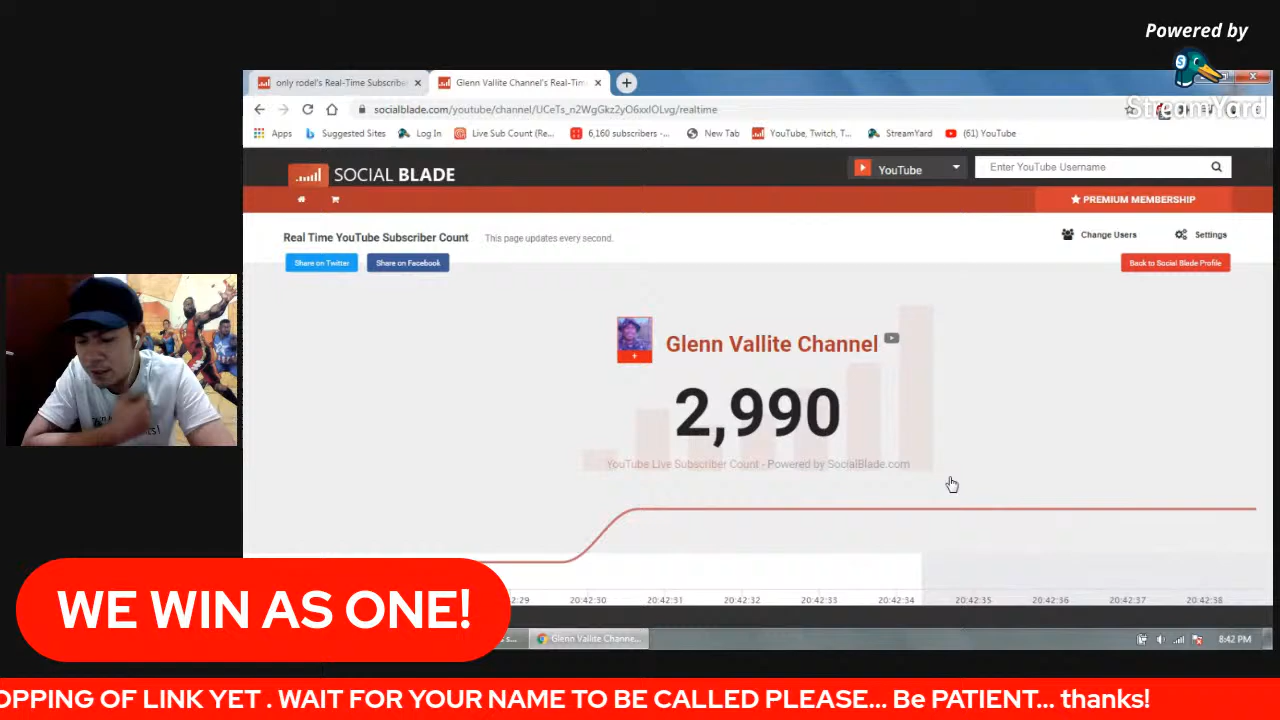 Powered by
StreamYard
only rodel's Real-Time Subscribe
Glenn Vallite Channel's Real-Tim
socialblade.com/youtube/channel/UCeTs_n2WgGkz2yO6xxIOLvg/realtime
Apps Suggested Sites Log In Live Sub Count (Re... 6,160 subscribers -... New Tab YouTube, Twitch, T... StreamYard (61) YouTube
SOCIAL BLADE
YouTube
Enter YouTube Username
PREMIUM MEMBERSHIP
Real Time YouTube Subscriber Count This page updates every second.
Change Users Settings
Share on Twitter Share on Facebook
Back to Social Blade Profile
Glenn Vallite Channel
2,990
YouTube Live Subscriber Count - Powered by SocialBlade.com
:29 20:42:30 20:42:31 20:42:32 20:42:33 20:42:34 20:42:35 20:42:36 20:42:37 20:42:38
WE WIN AS ONE!
Glenn Vallite Channe...
8:42 PM
OPPING OF LINK YET . WAIT FOR YOUR NAME TO BE CALLED PLEASE... Be PATIENT... thanks!